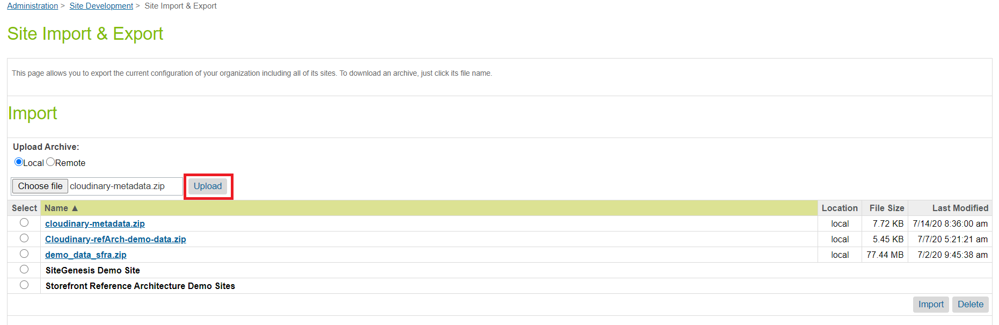 Administration > Site Development > Site Import & Export
Site Import & Export
This page allows you to export the current configuration of your organization including all of its sites. To download an archive, just click its file name.
Import
Upload Archive:
Local Remote
Choose file cloudinary-metadata.zip Upload
Select Name ▲ Location File Size Last Modified
cloudinary-metadata.zip local 7.72 KB 7/14/20 8:36:00 am
Cloudinary-refArch-demo-data.zip local 5.45 KB 7/7/20 5:21:21 am
demo_data_sfra.zip local 77.44 MB 7/2/20 9:45:38 am
SiteGenesis Demo Site
Storefront Reference Architecture Demo Sites
Import Delete